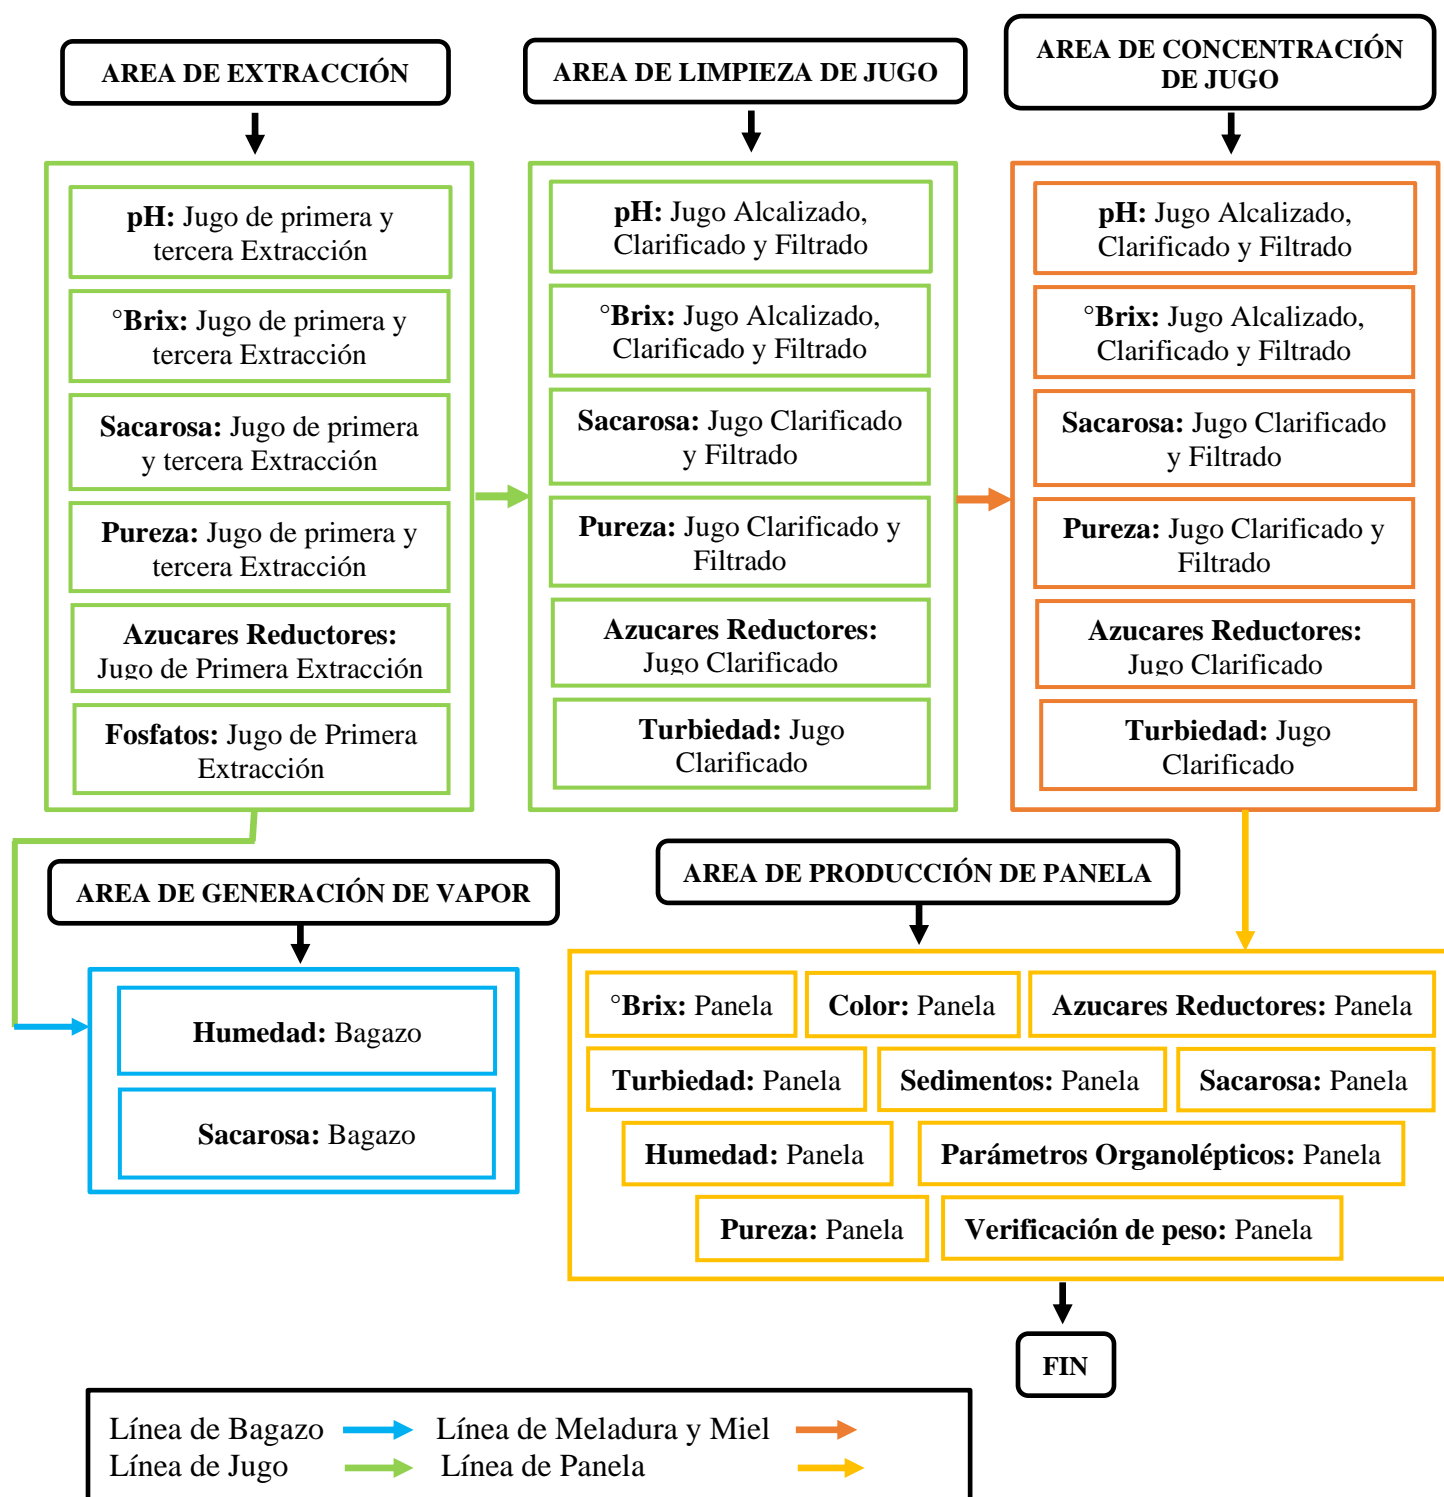 AREA DE EXTRACCIÓN
pH: Jugo de primera y
tercera Extracción
°Brix: Jugo de primera y
tercera Extracción
Sacarosa: Jugo de primera
y tercera Extracción
Pureza: Jugo de primera y
tercera Extracción
Azucares Reductores:
Jugo de Primera Extracción
Fosfatos: Jugo de Primera
Extracción
AREA DE LIMPIEZA DE JUGO
pH: Jugo Alcalizado,
Clarificado y Filtrado
°Brix: Jugo Alcalizado,
Clarificado y Filtrado
Sacarosa: Jugo Clarificado
y Filtrado
Pureza: Jugo Clarificado y
Filtrado
Azucares Reductores:
Jugo Clarificado
Turbiedad: Jugo
Clarificado
AREA DE CONCENTRACIÓN
DE JUGO
pH: Jugo Alcalizado,
Clarificado y Filtrado
°Brix: Jugo Alcalizado,
Clarificado y Filtrado
Sacarosa: Jugo Clarificado
y Filtrado
Pureza: Jugo Clarificado y
Filtrado
Azucares Reductores:
Jugo Clarificado
Turbiedad: Jugo
Clarificado
AREA DE GENERACIÓN DE VAPOR
Humedad: Bagazo
Sacarosa: Bagazo
AREA DE PRODUCCIÓN DE PANELA
°Brix: Panela
Color: Panela
Azucares Reductores: Panela
Turbiedad: Panela
Sedimentos: Panela
Sacarosa: Panela
Humedad: Panela
Parámetros Organolépticos: Panela
Pureza: Panela
Verificación de peso: Panela
FIN
Línea de Bagazo
Línea de Meladura y Miel
Línea de Jugo
Línea de Panela